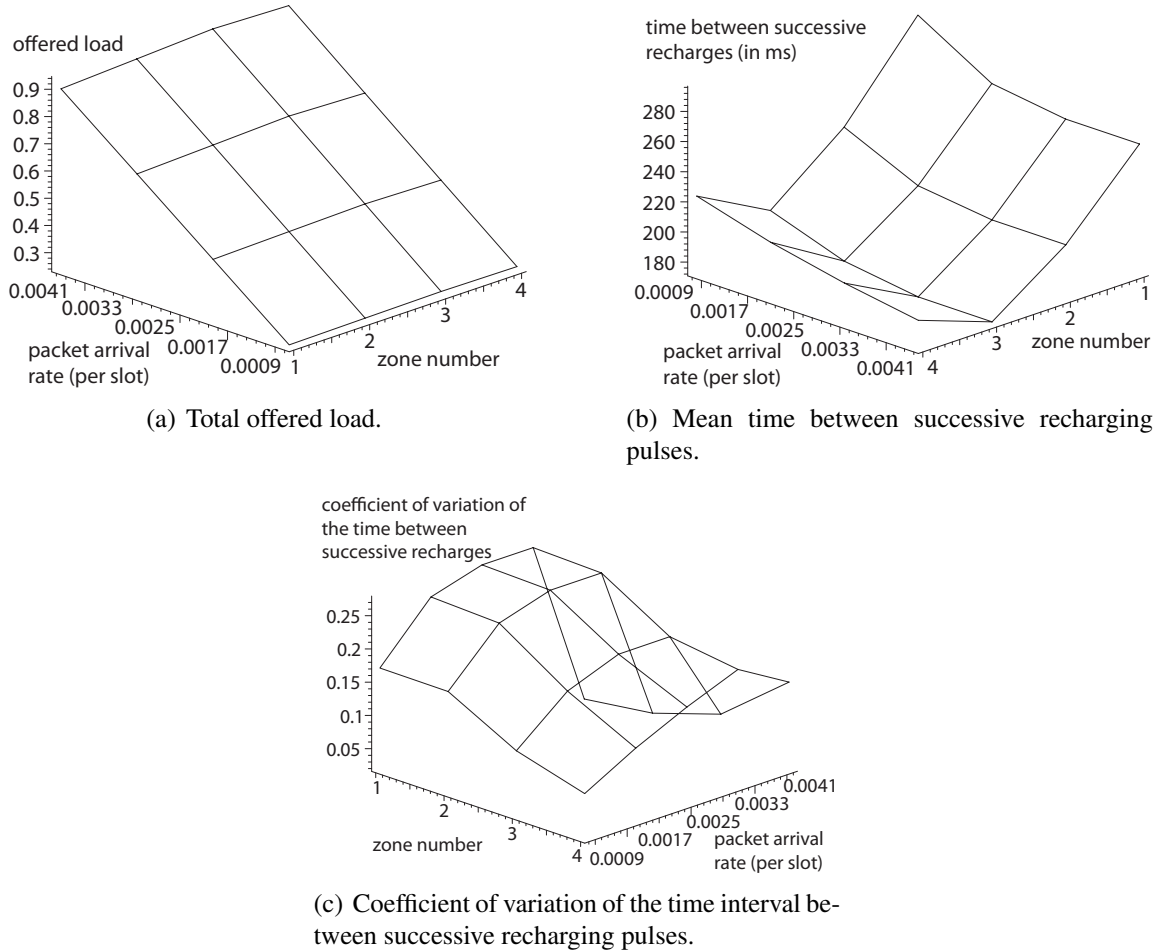 offered load
0.9
0.8
0.7
0.6
0.5
0.4
0.3
0.0041
0.0033
0.0025
0.0017
0.0009
packet arrival
rate (per slot)
1
2
3
4
zone number
(a) Total offered load.
time between successive
recharges (in ms)
280
260
240
220
200
180
0.0009
0.0017
0.0025
0.0033
0.0041
packet arrival
rate (per slot)
4
3
2
1
zone number
(b) Mean time between successive recharging
pulses.
coefficient of variation of
the time between
successive recharges
0.25
0.2
0.15
0.1
0.05
1
2
3
4
zone number
0.0009
0.0017
0.0025
0.0033
0.0041
packet arrival
rate (per slot)
(c) Coefficient of variation of the time interval be-
tween successive recharging pulses.